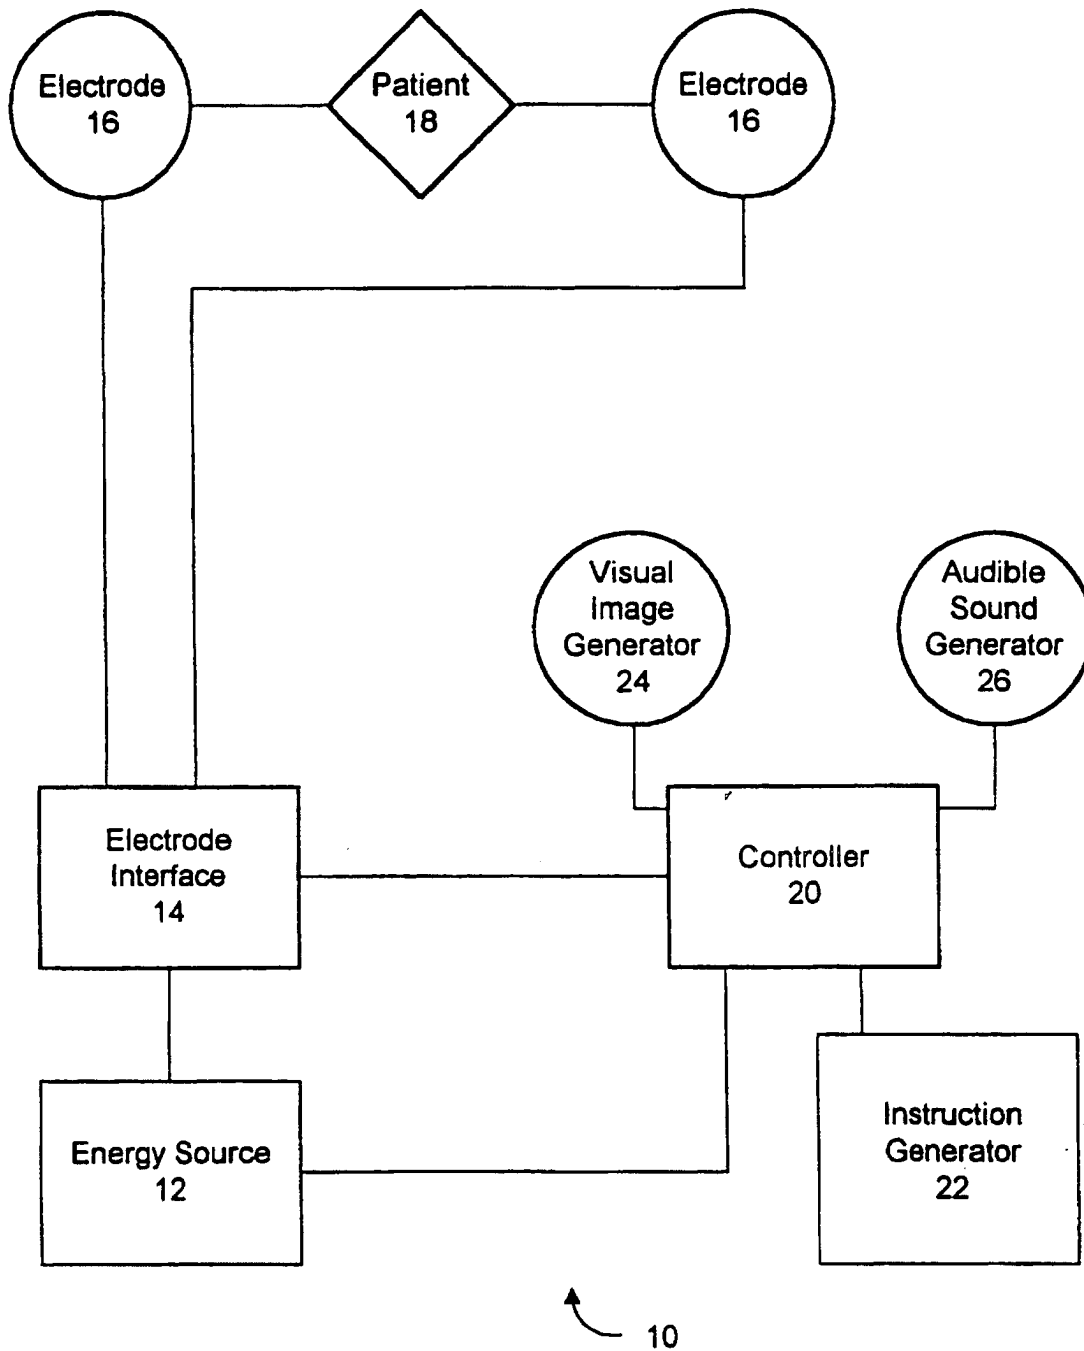 Electrode
16
Patient
18
Electrode
16
Visual
Image
Generator
24
Audible
Sound
Generator
26
Electrode
Interface
14
Controller
20
Energy Source
12
Instruction
Generator
22
10